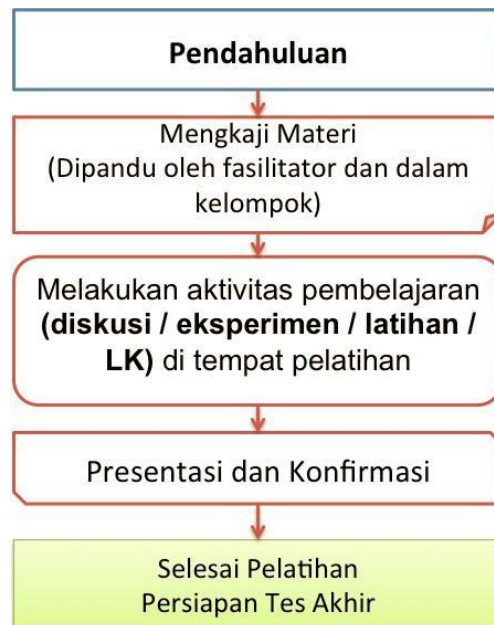 Pendahuluan
Mengkaji Materi
(Dipandu oleh fasilitator dan dalam
kelompok)
Melakukan aktivitas pembelajaran
(diskusi / eksperimen / latihan /
LK) di tempat pelatihan
Presentasi dan Konfirmasi
Selesai Pelatihan
Persiapan Tes Akhir